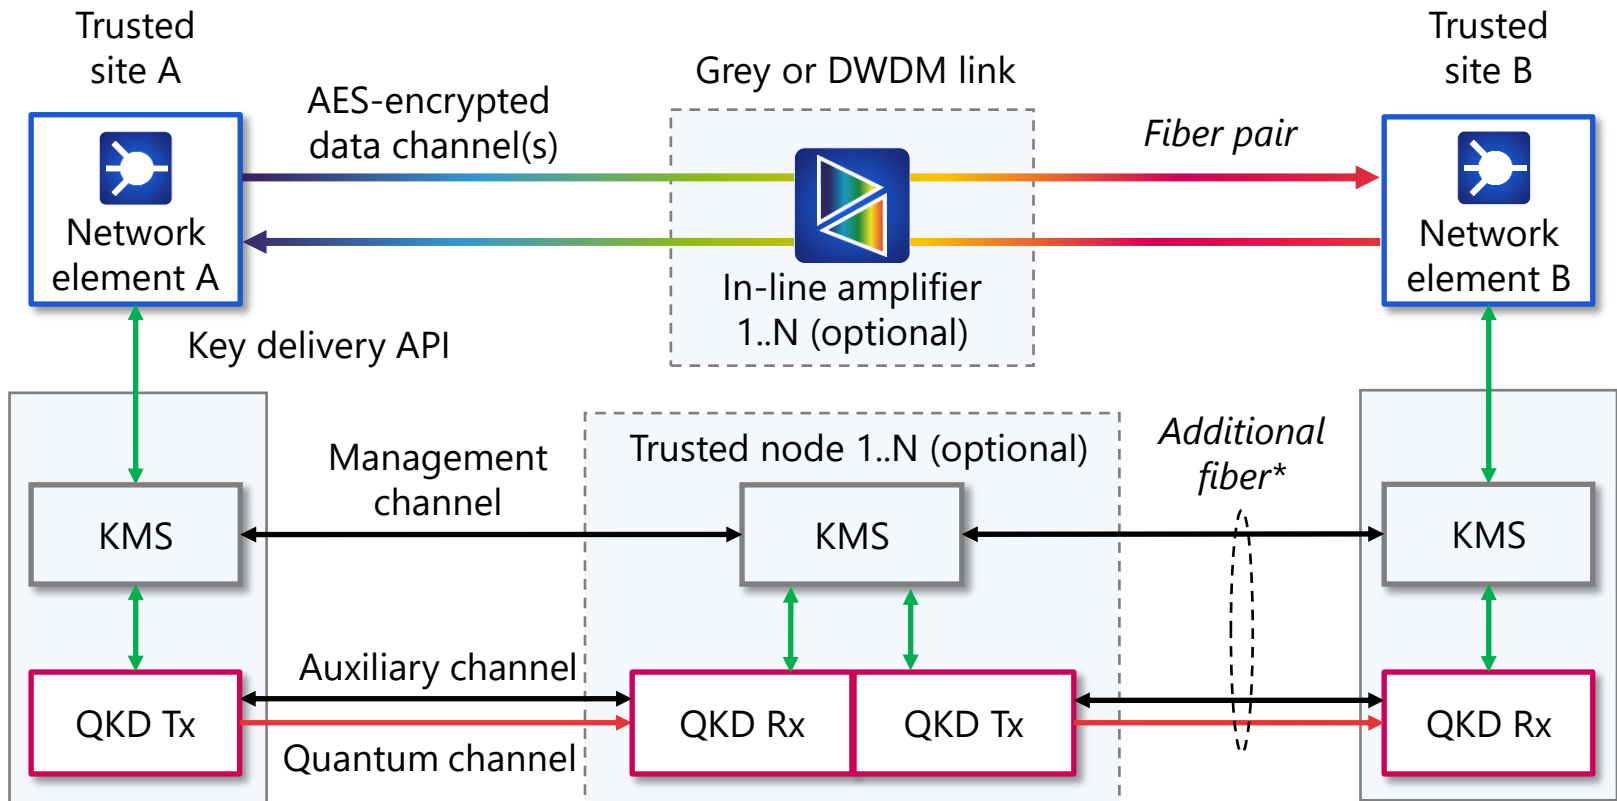 Trusted
site A
Grey or DWDM link
Trusted
site B
AES-encrypted
data channel(s)
Fiber pair
Network
element A
In-line amplifier
1..N (optional)
Network
element B
Key delivery API
Management
channel
Trusted node 1..N (optional)
Additional
fiber*
KMS
KMS
KMS
Auxiliary channel
QKD Tx
QKD Rx
QKD Tx
QKD Rx
Quantum channel